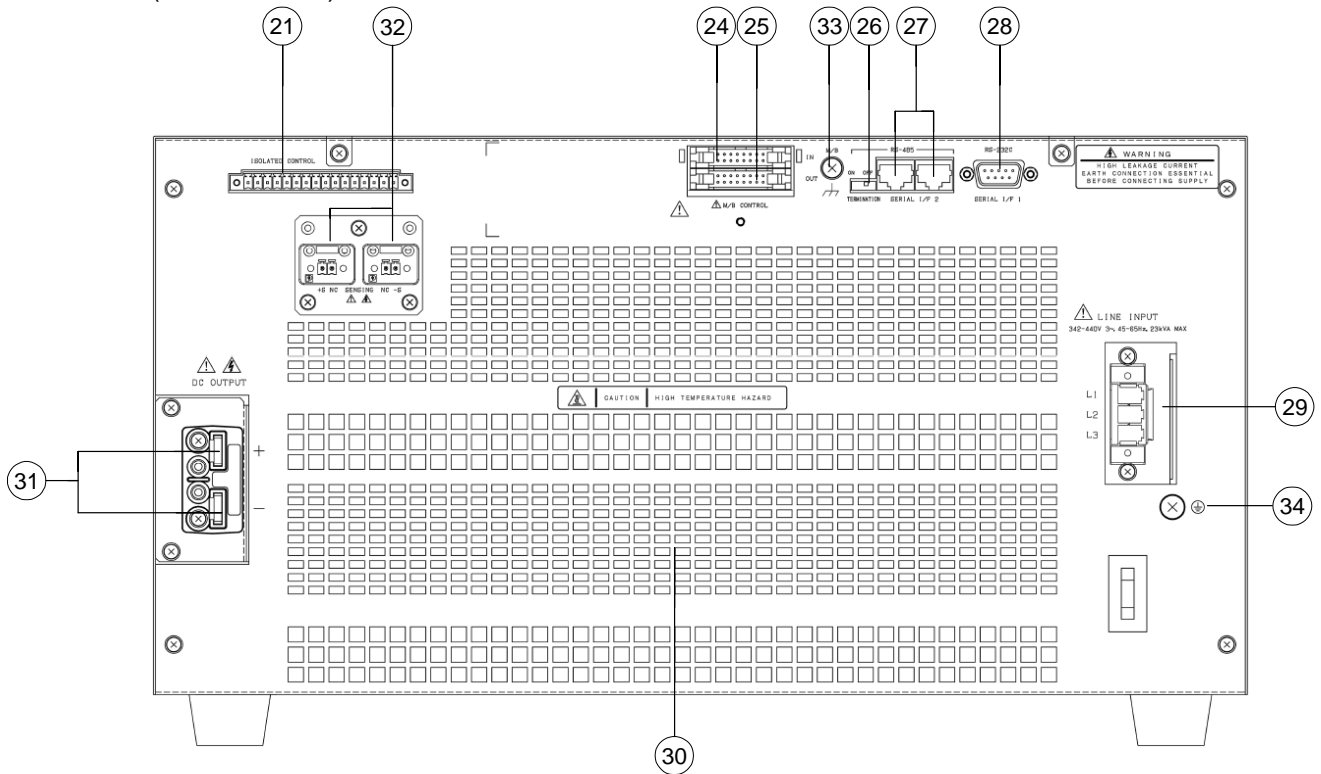 21 32 24 25 33 26 27 28
ISOLATED CONTROL
M/B
RS-485
RS-232C
WARNING
HIGH LEAKAGE CURRENT
EARTH CONNECTION ESSENTIAL
BEFORE CONNECTING SUPPLY
IN
OUT
ON OFF
TERMINATION SERIAL I/F 2 SERIAL I/F 1
M/B CONTROL
+S NC SENSING NC -S
LINE INPUT
342-440V 3~, 45-65Hz, 23kVA MAX
DC OUTPUT
CAUTION HIGH TEMPERATURE HAZARD
L1
L2
L3
29
+
31
−
34
30